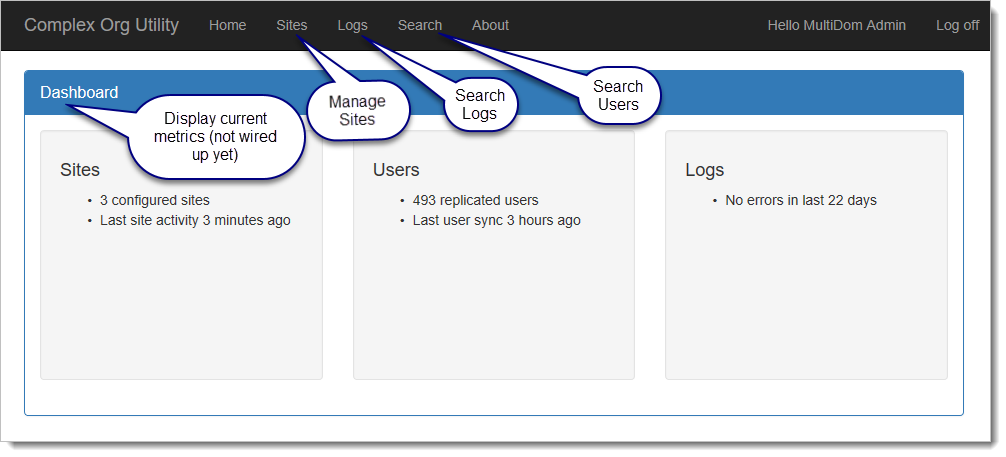 Complex Org Utility Home Sites Logs Search About Hello MultiDom Admin Log off
Dashboard
Display current
metrics (not wired
up yet)
Manage
Sites
Search
Logs
Search
Users
Sites
• 3 configured sites
• Last site activity 3 minutes ago
Users
• 493 replicated users
• Last user sync 3 hours ago
Logs
• No errors in last 22 days